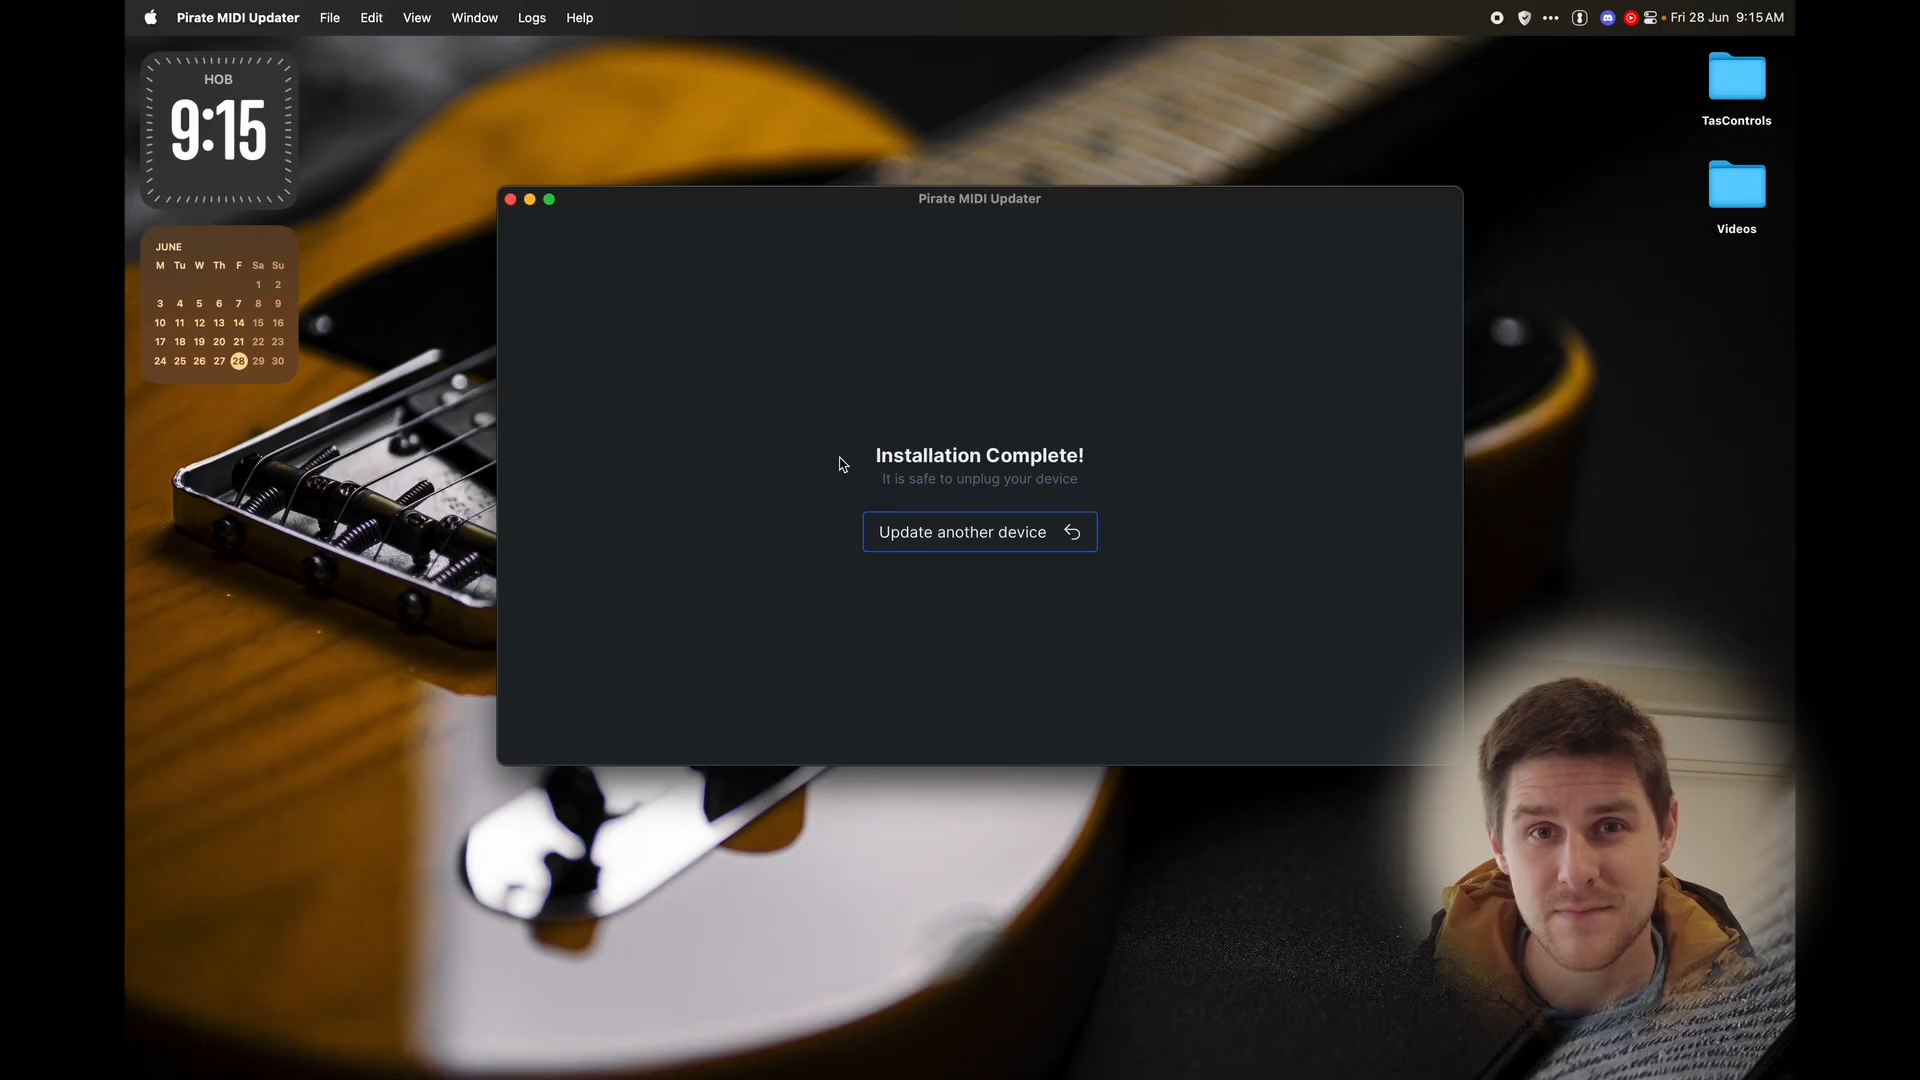 Pirate MIDI Updater File Edit View Window Logs Help
Fri 28 Jun 9:15 AM
HOB
9:15
JUNE
M Tu W Th F Sa Su
1 2
3 4 5 6 7 8 9
10 11 12 13 14 15 16
17 18 19 20 21 22 23
24 25 26 27 28 29 30
TasControls
Videos
Pirate MIDI Updater
Installation Complete!
It is safe to unplug your device
Update another device